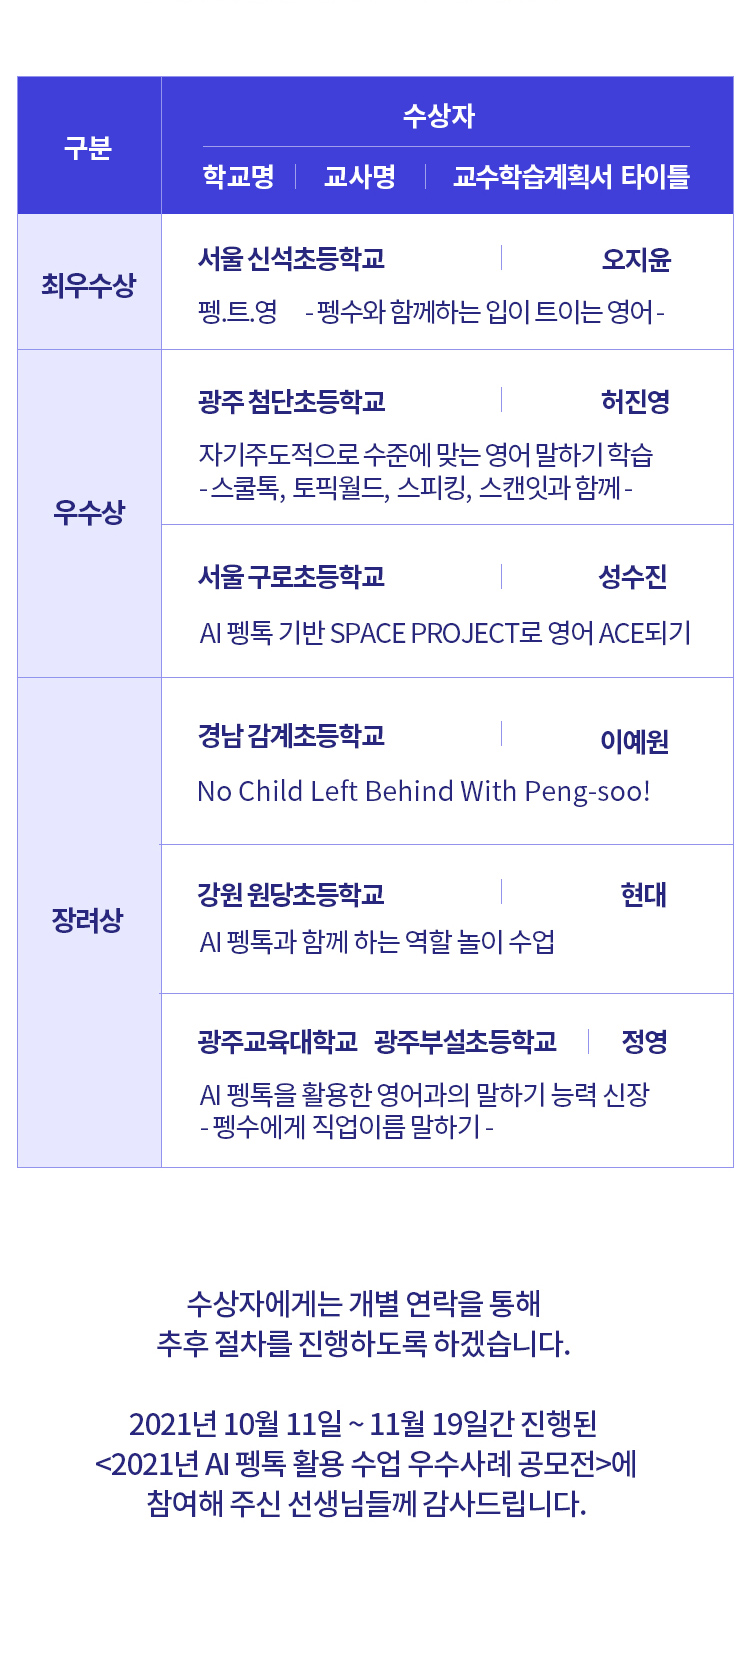 구분
수상자
학교명 교사명 교수학습계획서 타이틀
최우수상
서울 신석초등학교 오지윤
펭.트.영 - 펭수와 함께하는 입이 트이는 영어 -
우수상
광주 첨단초등학교 허진영
자기주도적으로 수준에 맞는 영어 말하기 학습
- 스쿨톡, 토픽월드, 스피킹, 스캔잇과 함께 -
서울 구로초등학교 성수진
AI 펭톡 기반 SPACE PROJECT로 영어 ACE되기
장려상
경남 감계초등학교 이예원
No Child Left Behind With Peng-soo!
강원 원당초등학교 현대
AI 펭톡과 함께 하는 역할 놀이 수업
광주교육대학교 광주부설초등학교 정영
AI 펭톡을 활용한 영어과의 말하기 능력 신장
- 펭수에게 직업이름 말하기 -
수상자에게는 개별 연락을 통해
추후 절차를 진행하도록 하겠습니다.
2021년 10월 11일 ~ 11월 19일간 진행된
<2021년 AI 펭톡 활용 수업 우수사례 공모전>에
참여해 주신 선생님들께 감사드립니다.